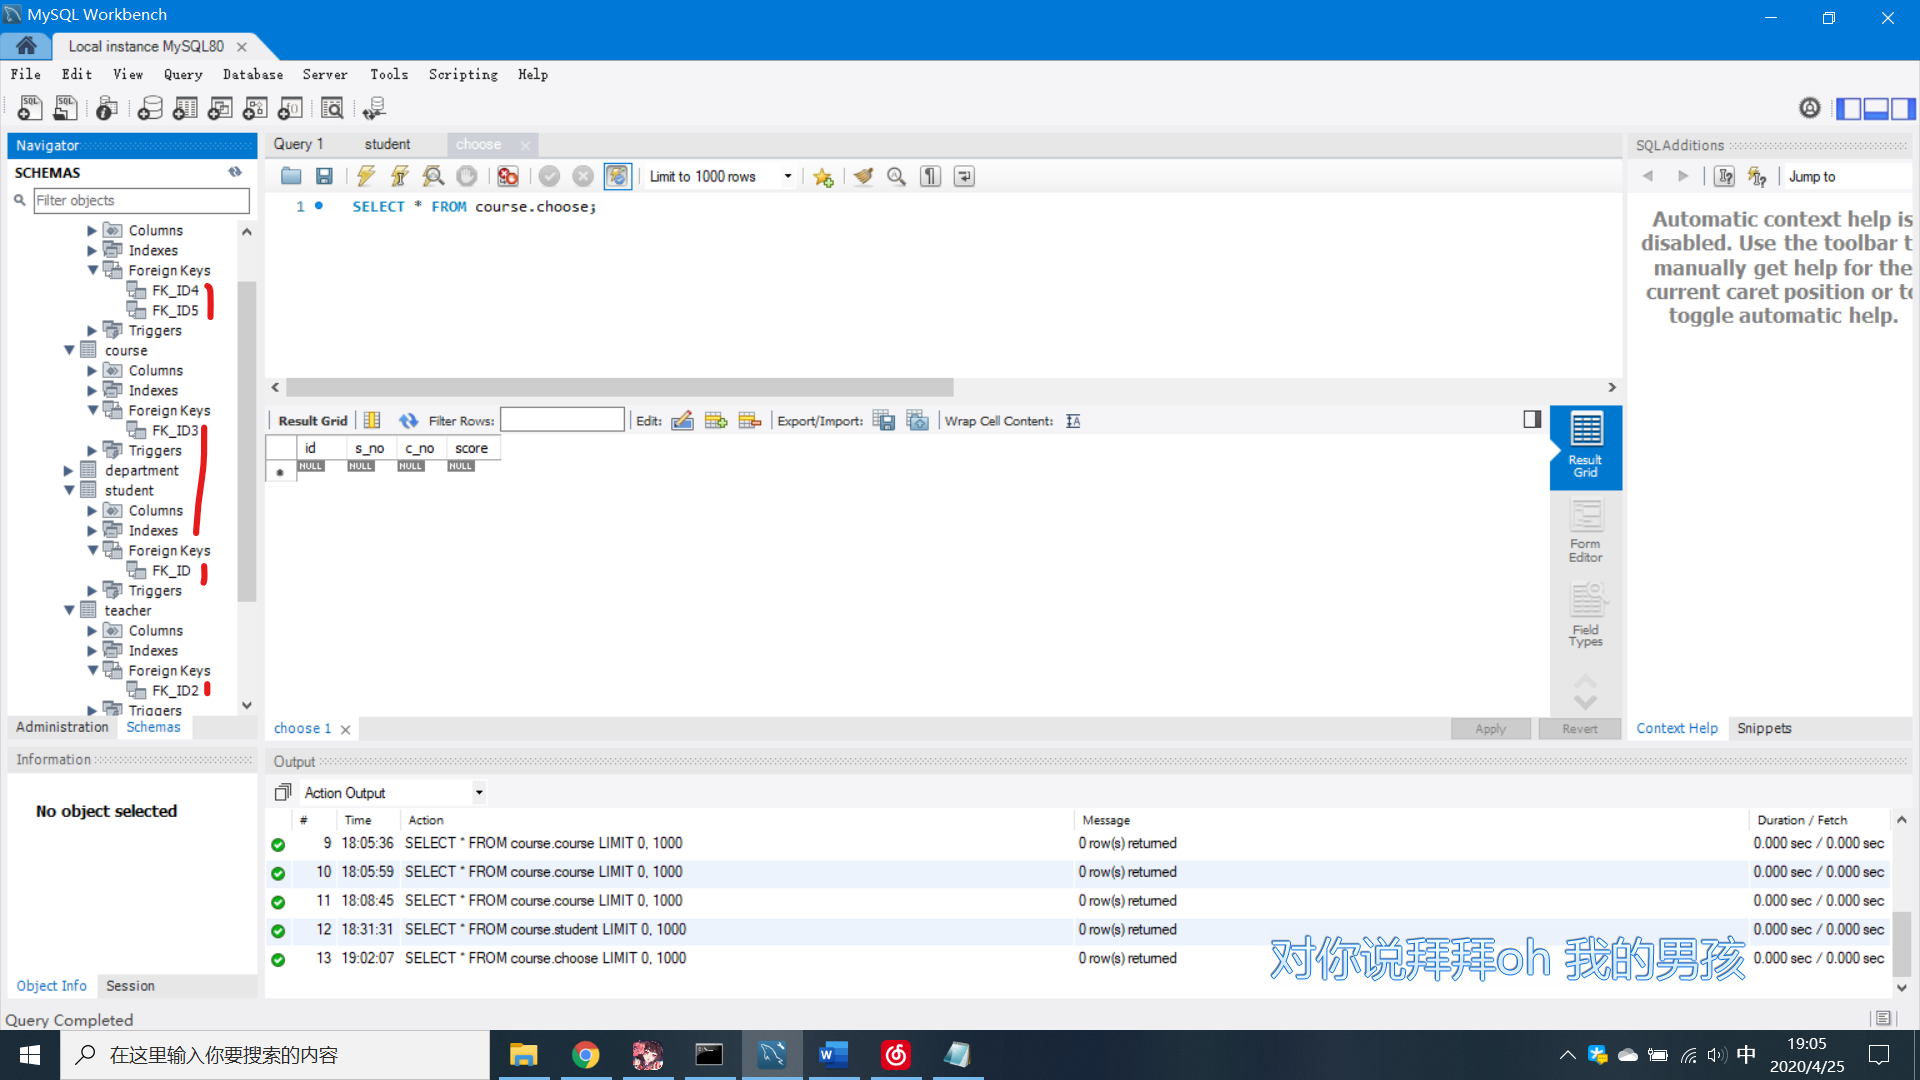 MySQL Workbench
Local instance MySQL80
File Edit View Query Database Server Tools Scripting Help
Navigator
SCHEMAS
Filter objects
Columns
Indexes
Foreign Keys
FK_ID4
FK_ID5
Triggers
course
Columns
Indexes
Foreign Keys
FK_ID3
Triggers
department
student
Columns
Indexes
Foreign Keys
FK_ID
Triggers
teacher
Columns
Indexes
Foreign Keys
FK_ID2
Triggers
Administration Schemas
Information
No object selected
Object Info Session
Query 1 student choose
Limit to 1000 rows
1 SELECT * FROM course.choose;
Result Grid Filter Rows: Edit: Export/Import: Wrap Cell Content:
id s_no c_no score
NULL NULL NULL NULL
Result
Grid
Form
Editor
Field
Types
choose 1 Apply Revert
SQLAdditions
Jump to
Automatic context help is
disabled. Use the toolbar t
manually get help for the
current caret position or to
toggle automatic help.
Context Help Snippets
Output
Action Output
# Time Action Message Duration / Fetch
9 18:05:36 SELECT * FROM course.course LIMIT 0, 1000 0 row(s) returned 0.000 sec / 0.000 sec
10 18:05:59 SELECT * FROM course.course LIMIT 0, 1000 0 row(s) returned 0.000 sec / 0.000 sec
11 18:08:45 SELECT * FROM course.course LIMIT 0, 1000 0 row(s) returned 0.000 sec / 0.000 sec
12 18:31:31 SELECT * FROM course.student LIMIT 0, 1000 0 row(s) returned 0.000 sec / 0.000 sec
13 19:02:07 SELECT * FROM course.choose LIMIT 0, 1000 0 row(s) returned 0.000 sec / 0.000 sec
对你说拜拜oh 我的男孩
Query Completed
在这里输入你要搜索的内容
中
19:05
2020/4/25